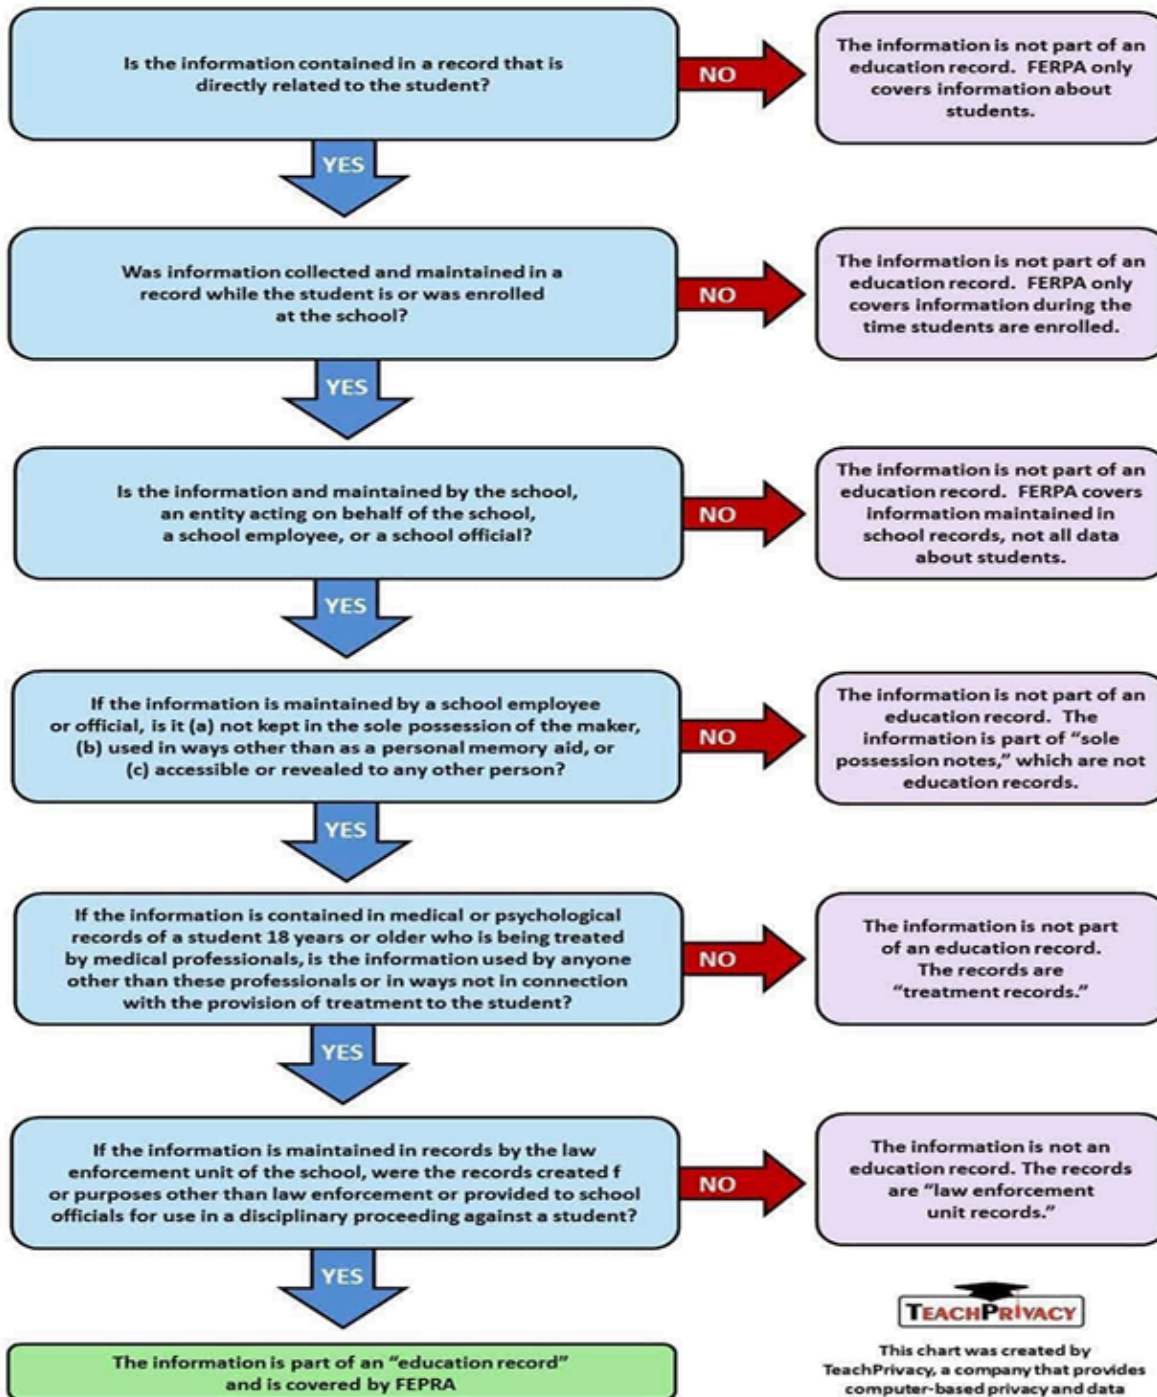 Is the information contained in a record that is
directly related to the student?
NO
The information is not part of an
education record. FERPA only
covers information about
students.
YES
Was information collected and maintained in a
record while the student is or was enrolled
at the school?
NO
The information is not part of an
education record. FERPA only
covers information during the
time students are enrolled.
YES
Is the information and maintained by the school,
an entity acting on behalf of the school,
a school employee, or a school official?
NO
The information is not part of an
education record. FERPA covers
information maintained in
school records, not all data
about students.
YES
If the information is maintained by a school employee
or official, is it (a) not kept in the sole possession of the maker,
(b) used in ways other than as a personal memory aid, or
(c) accessible or revealed to any other person?
NO
The information is not part of an
education record. The
information is part of “sole
possession notes,” which are not
education records.
YES
If the information is contained in medical or psychological
records of a student 18 years or older who is being treated
by medical professionals, is the information used by anyone
other than these professionals or in ways not in connection
with the provision of treatment to the student?
NO
The information is not part
of an education record.
The records are
“treatment records.”
YES
If the information is maintained in records by the law
enforcement unit of the school, were the records created f
or purposes other than law enforcement or provided to school
officials for use in a disciplinary proceeding against a student?
NO
The information is not an
education record. The records
are “law enforcement
unit records.”
YES
The information is part of an “education record”
and is covered by FEPRA
TEACHPRIVACY
This chart was created by
TeachPrivacy, a company that provides
computer-based privacy and data